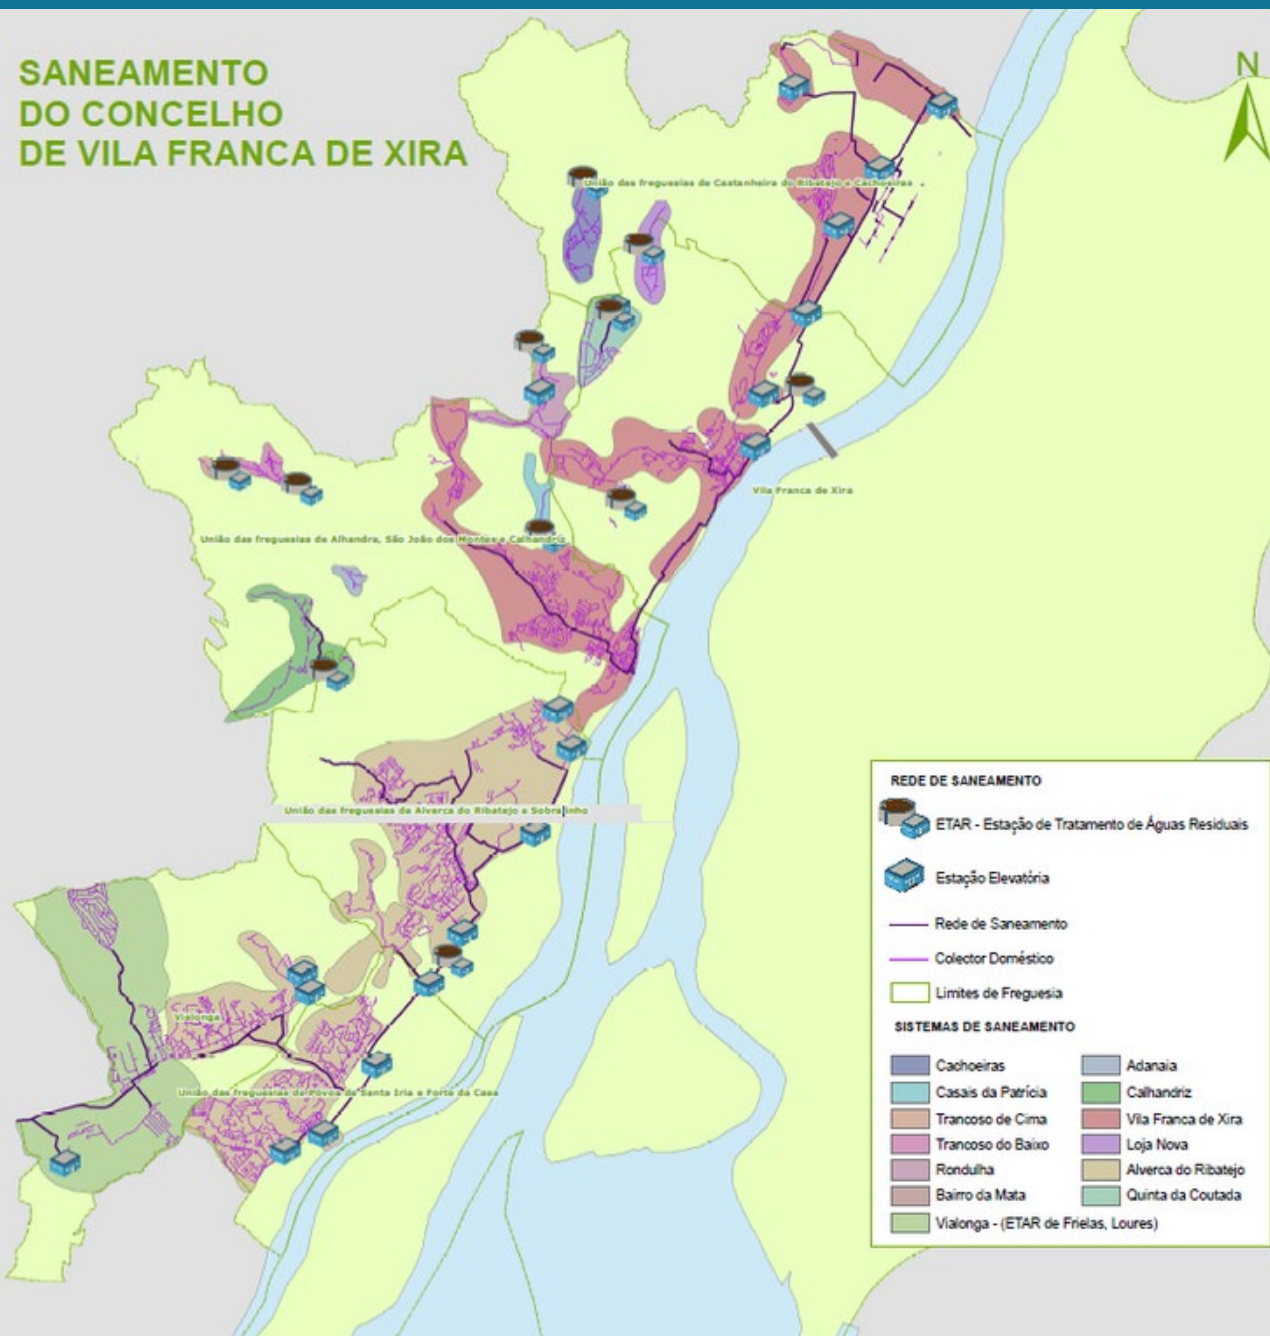 SANEAMENTO
DO CONCELHO
DE VILA FRANCA DE XIRA
N
União das freguesias de Castanheira do Ribatejo e Cachoeiras
Vila Franca de Xira
União das freguesias de Alhandra, São João dos Montes e Calhandriz
União das freguesias de Alverca do Ribatejo e Sobralinho
Vialonga
União das freguesias da Póvoa de Santa Iria e Forte da Casa
REDE DE SANEAMENTO
ETAR - Estação de Tratamento de Águas Residuais
Estação Elevatória
Rede de Saneamento
Colector Doméstico
Limites de Freguesia
SISTEMAS DE SANEAMENTO
Cachoeiras
Adanaia
Casais da Patrícia
Calhandriz
Trancoso de Cima
Vila Franca de Xira
Trancoso do Baixo
Loja Nova
Rondulha
Alverca do Ribatejo
Bairro da Mata
Quinta da Coutada
Vialonga - (ETAR de Frielas, Loures)